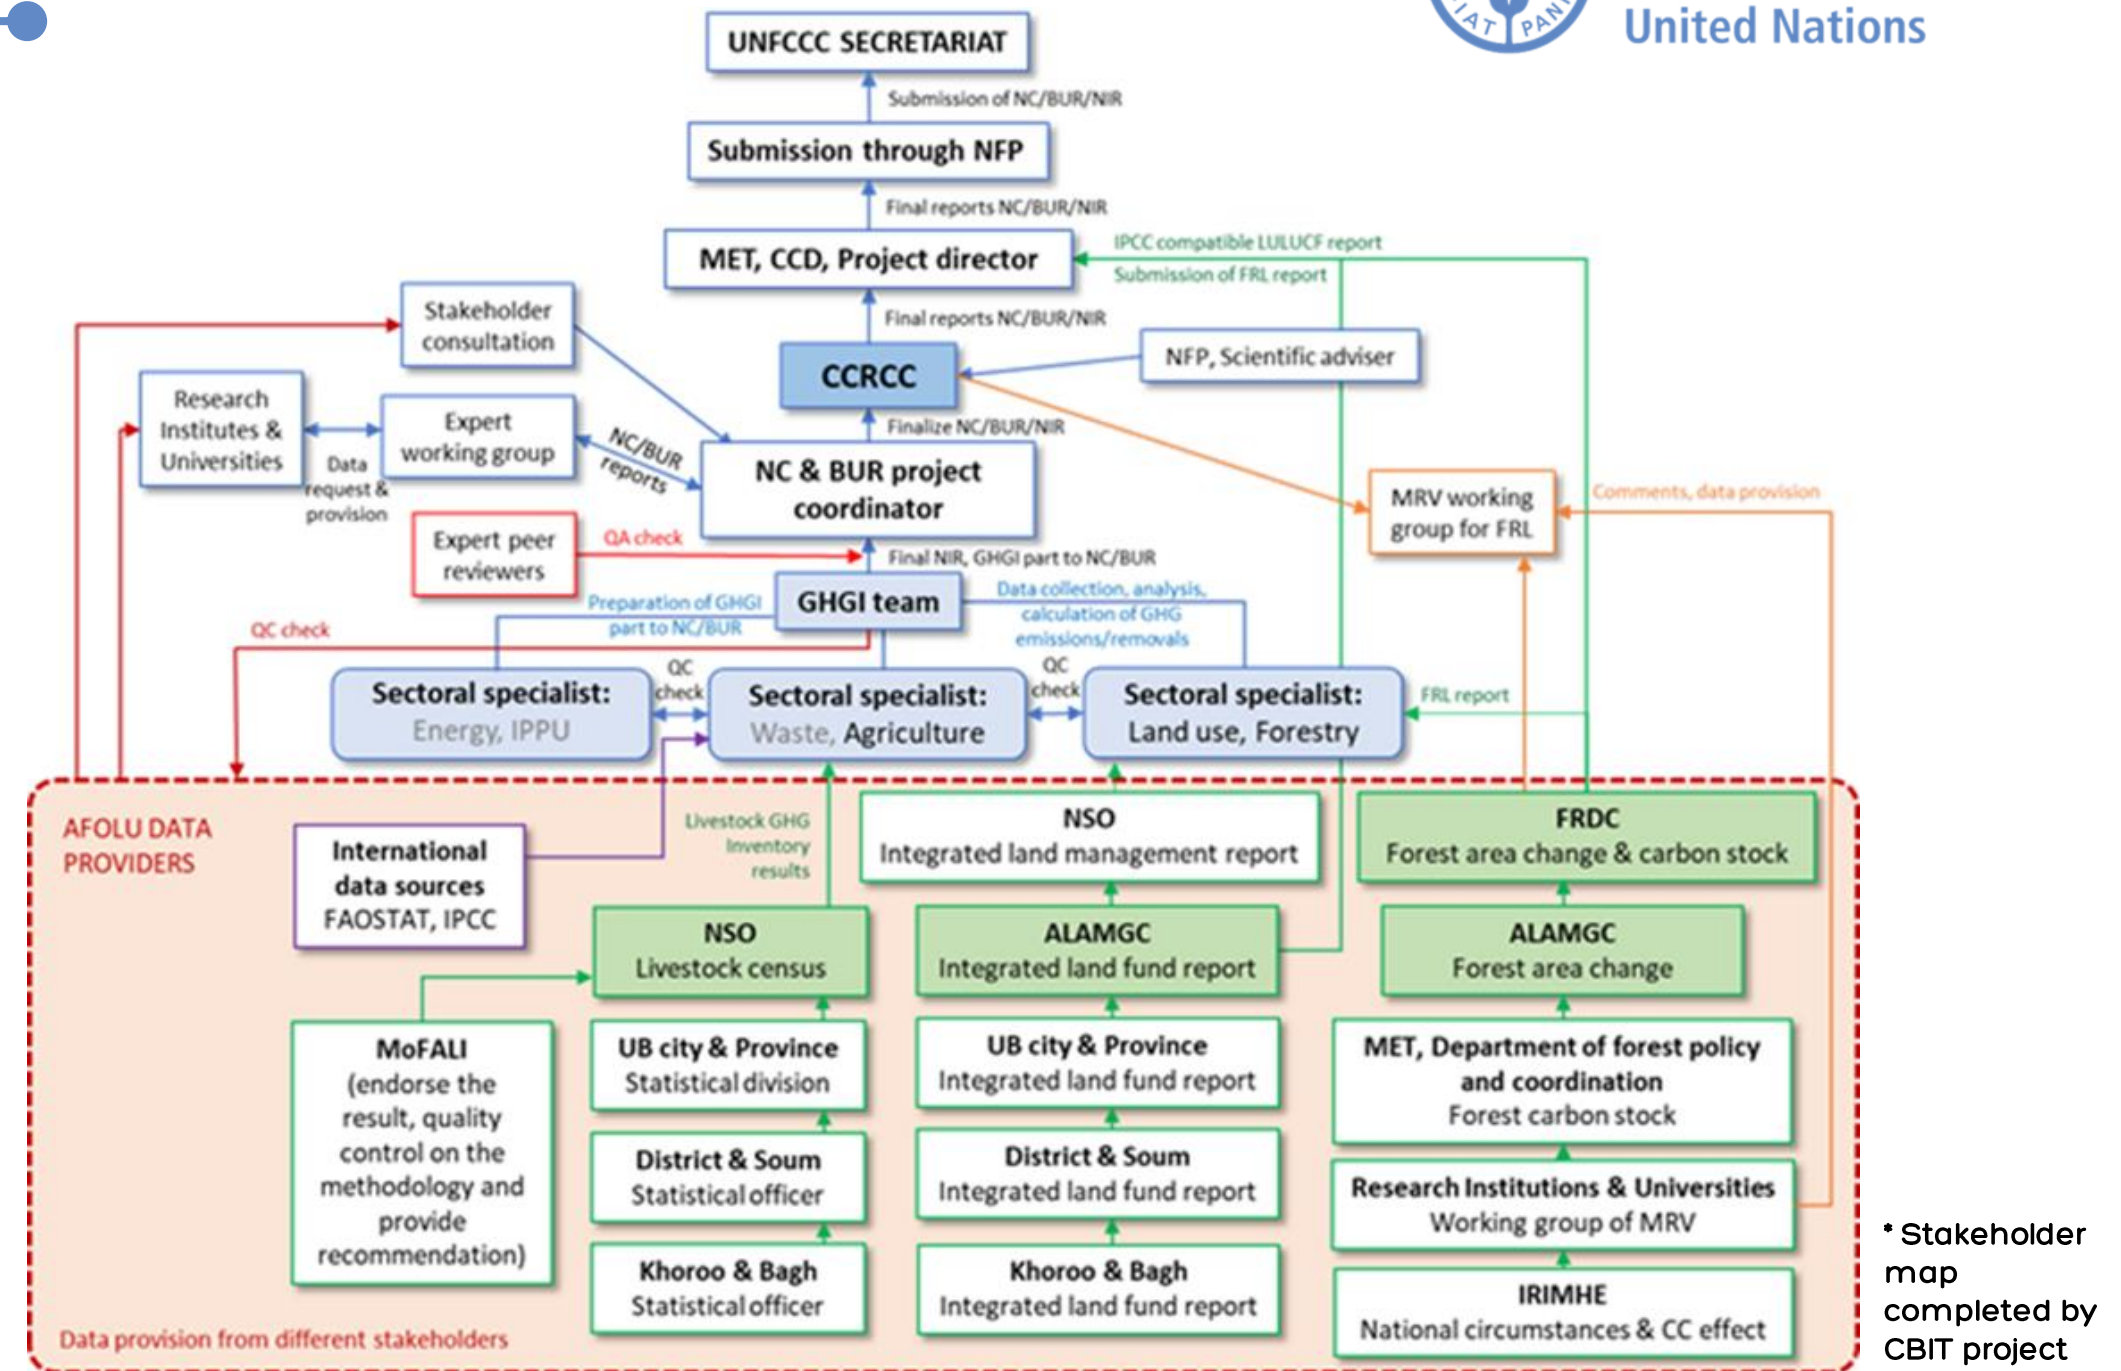 FIAT PANIS
United Nations
UNFCCC SECRETARIAT
Submission of NC/BUR/NIR
Submission through NFP
Final reports NC/BUR/NIR
MET, CCD, Project director
IPCC compatible LULUCF report
Submission of FRL report
Final reports NC/BUR/NIR
Stakeholder
consultation
CCRCC
NFP, Scientific adviser
Research
Institutes &
Universities
Data
request &
provision
Expert
working group
NC/BUR
reports
Finalize NC/BUR/NIR
NC & BUR project
coordinator
MRV working
group for FRL
Comments, data provision
Expert peer
reviewers
QA check
Final NIR, GHGI part to NC/BUR
GHGI team
Preparation of GHGI
part to NC/BUR
Data collection, analysis,
calculation of GHG
emissions/removals
QC check
Sectoral specialist:
Energy, IPPU
QC
check
Sectoral specialist:
Waste, Agriculture
QC
check
Sectoral specialist:
Land use, Forestry
FRL report
AFOLU DATA
PROVIDERS
International
data sources
FAOSTAT, IPCC
Livestock GHG
Inventory
results
NSO
Integrated land management report
FRDC
Forest area change & carbon stock
NSO
Livestock census
ALAMGC
Integrated land fund report
ALAMGC
Forest area change
MoFALI
(endorse the
result, quality
control on the
methodology and
provide
recommendation)
UB city & Province
Statistical division
UB city & Province
Integrated land fund report
MET, Department of forest policy
and coordination
Forest carbon stock
District & Soum
Statistical officer
District & Soum
Integrated land fund report
Research Institutions & Universities
Working group of MRV
Khoroo & Bagh
Statistical officer
Khoroo & Bagh
Integrated land fund report
IRIMHE
National circumstances & CC effect
Data provision from different stakeholders
* Stakeholder
map
completed by
CBIT project